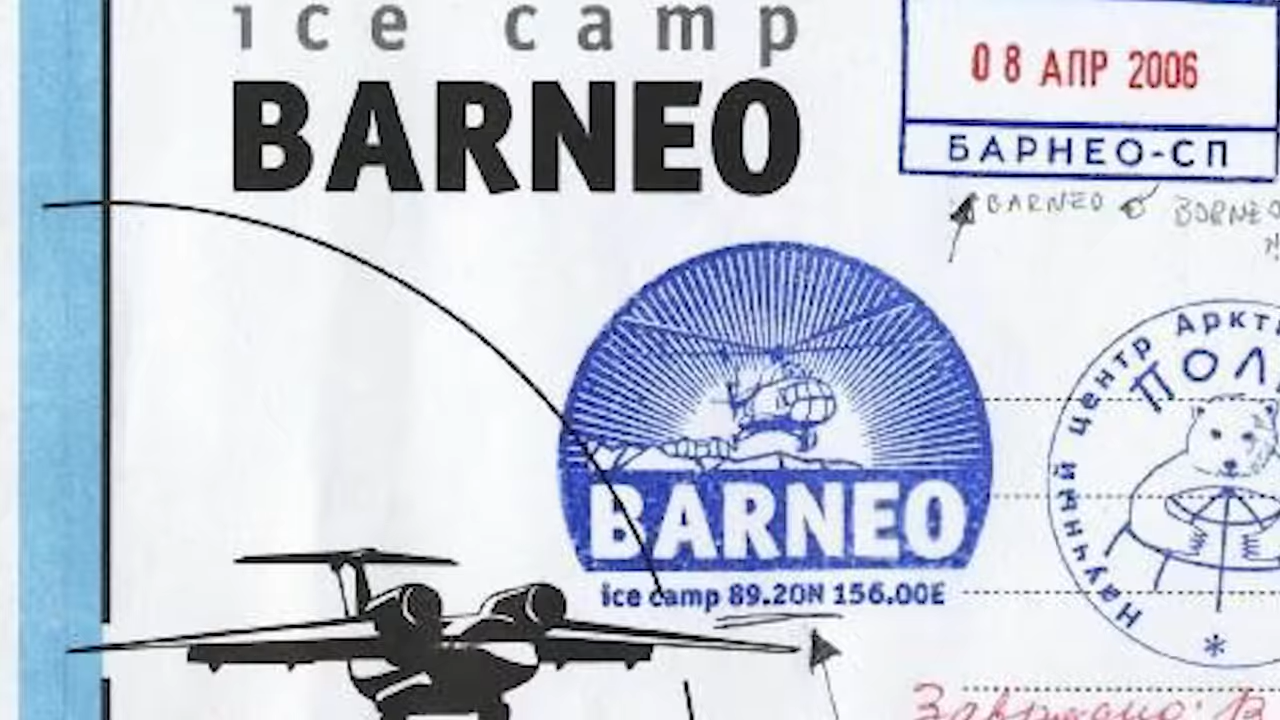 ice camp
BARNEO
08 АПР 2006
БАРНЕО-СП
BARNEO
BARNEO
ice camp 89.20N 156.00E
Научный центр Аркти
ПОЛ
*